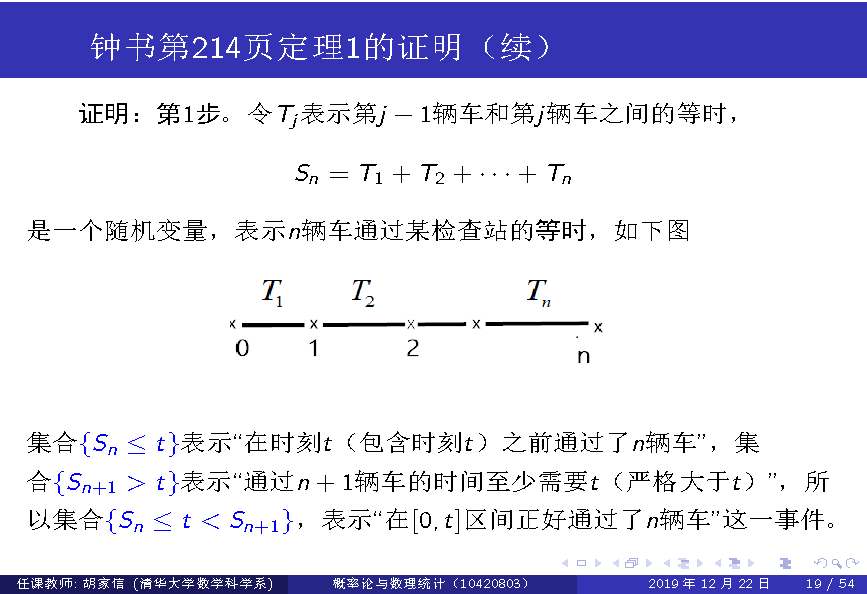 钟书第214页定理1的证明（续）
证明：第1步。令Tj表示第j − 1辆车和第j辆车之间的等时，
Sn = T1 + T2 + · · · + Tn
是一个随机变量，表示n辆车通过某检查站的等时，如下图
T1 T2 Tn
x x x x x
0 1 2 n
集合{Sn ≤ t}表示“在时刻t（包含时刻t）之前通过了n辆车”，集
合{Sn+1 > t}表示“通过n + 1辆车的时间至少需要t（严格大于t）”，所
以集合{Sn ≤ t < Sn+1}，表示“在[0, t]区间正好通过了n辆车”这一事件。
任课教师: 胡家信 (清华大学数学科学系) 概率论与数理统计（10420803） 2019 年 12 月 22 日 19 / 54